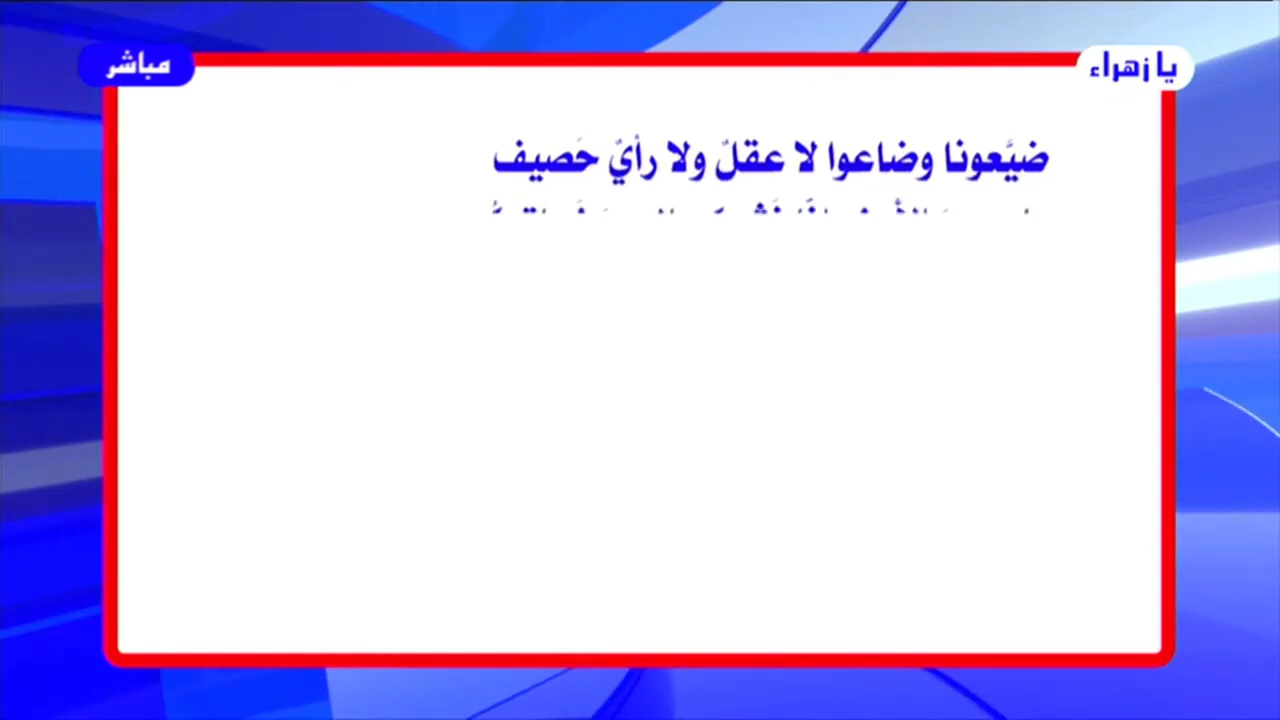 يا زهراء
مباشر
ضيَّعونا وضاعوا لا عقلٌ ولا رأيٌ حَصيف